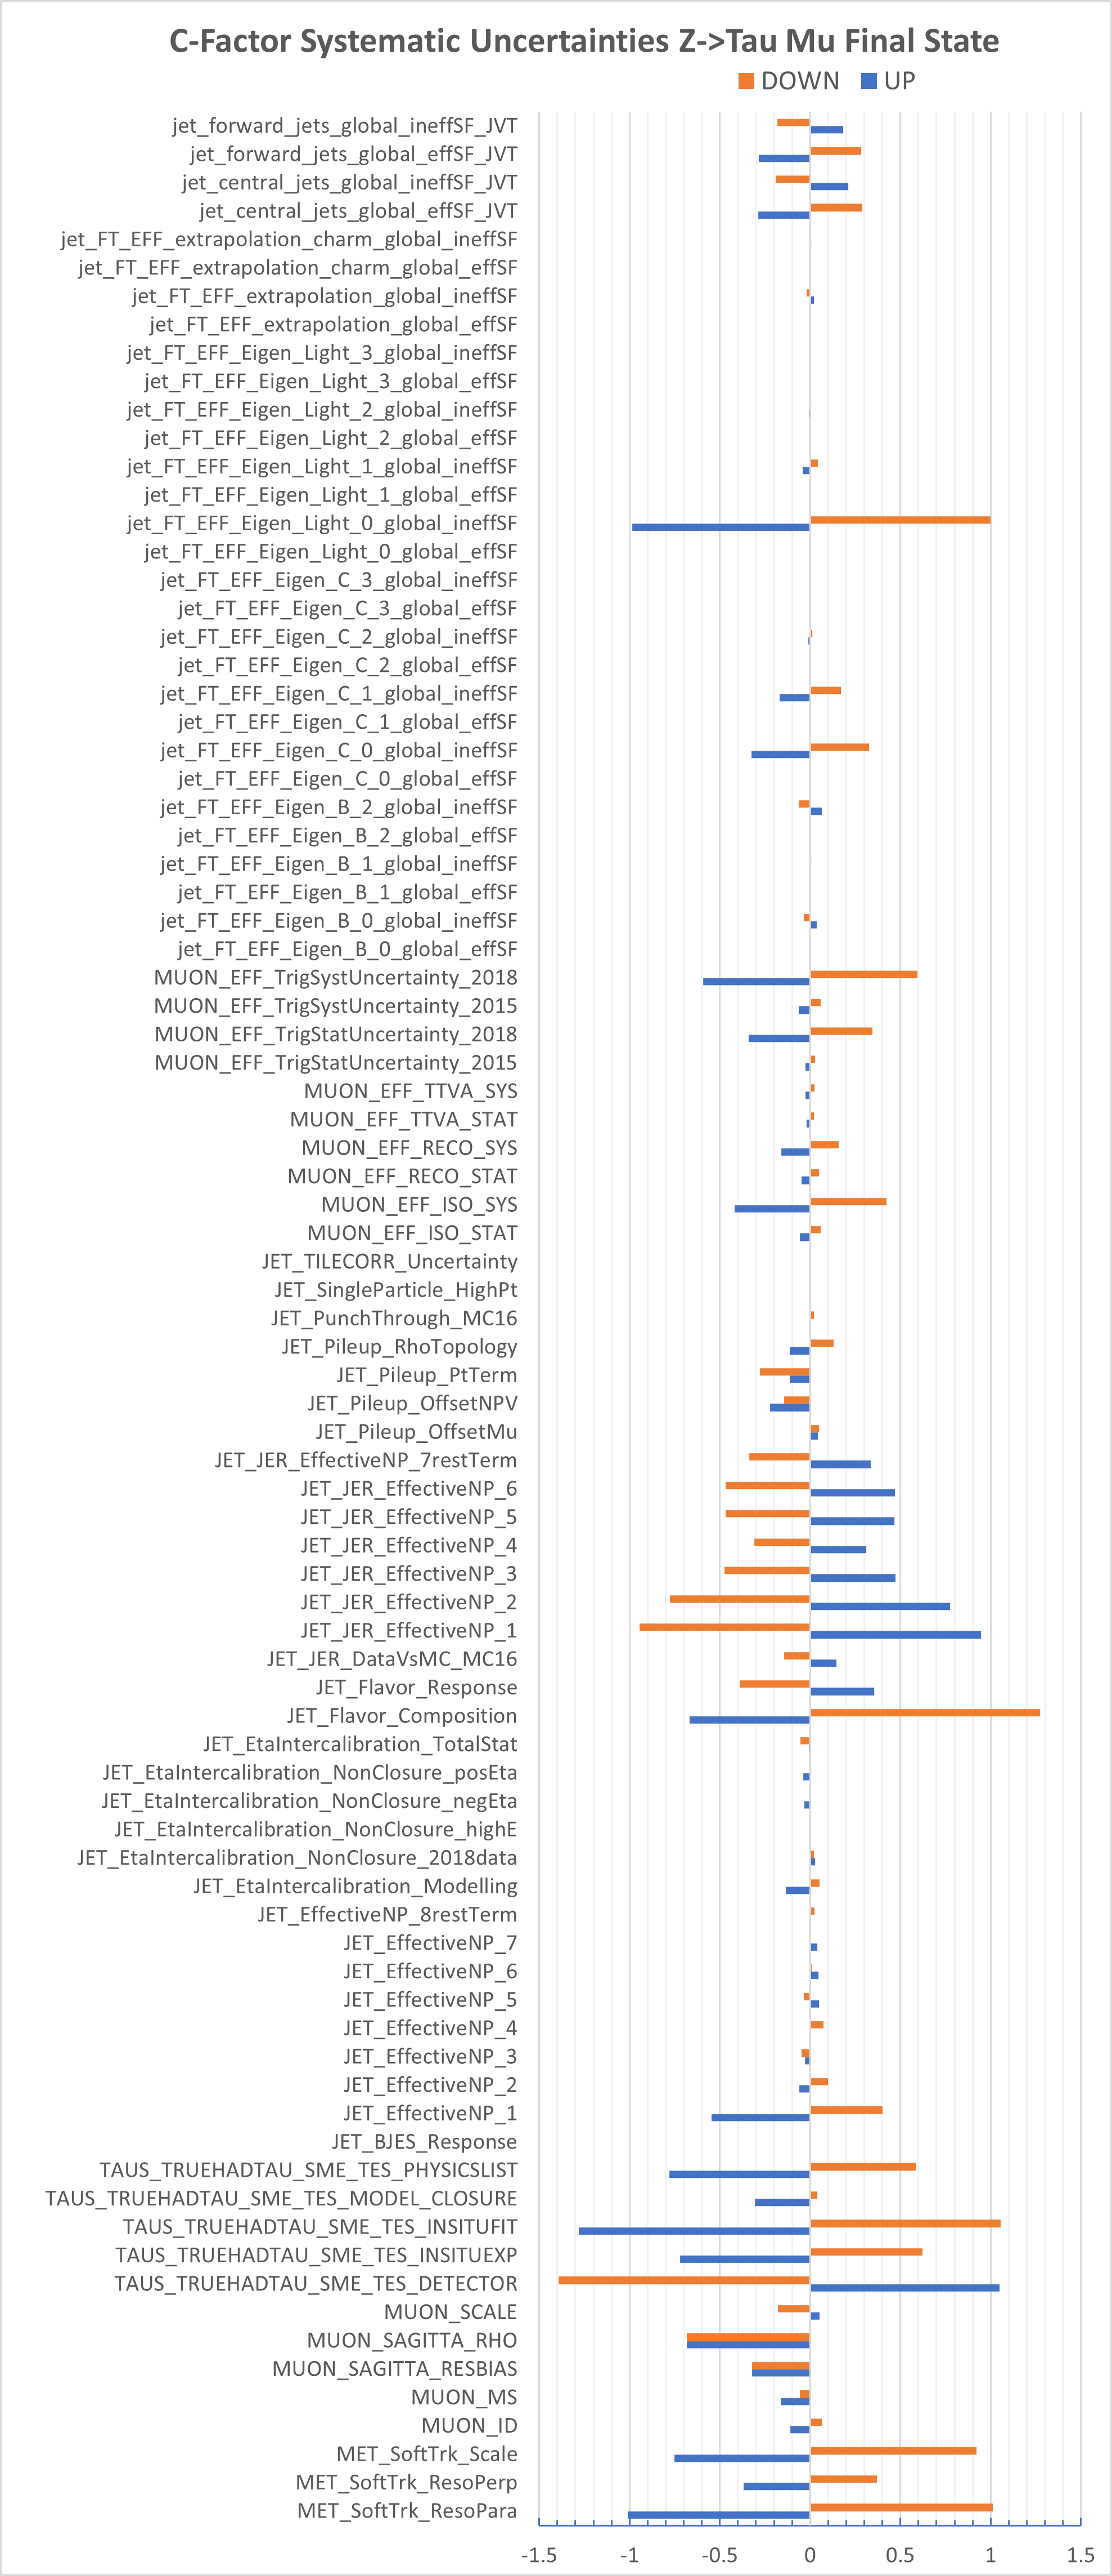 C-Factor Systematic Uncertainties Z->Tau Mu Final State
DOWN UP
jet_forward_jets_global_ineffSF_JVT
jet_forward_jets_global_effSF_JVT
jet_central_jets_global_ineffSF_JVT
jet_central_jets_global_effSF_JVT
jet_FT_EFF_extrapolation_charm_global_ineffSF
jet_FT_EFF_extrapolation_charm_global_effSF
jet_FT_EFF_extrapolation_global_ineffSF
jet_FT_EFF_extrapolation_global_effSF
jet_FT_EFF_Eigen_Light_3_global_ineffSF
jet_FT_EFF_Eigen_Light_3_global_effSF
jet_FT_EFF_Eigen_Light_2_global_ineffSF
jet_FT_EFF_Eigen_Light_2_global_effSF
jet_FT_EFF_Eigen_Light_1_global_ineffSF
jet_FT_EFF_Eigen_Light_1_global_effSF
jet_FT_EFF_Eigen_Light_0_global_ineffSF
jet_FT_EFF_Eigen_Light_0_global_effSF
jet_FT_EFF_Eigen_C_3_global_ineffSF
jet_FT_EFF_Eigen_C_3_global_effSF
jet_FT_EFF_Eigen_C_2_global_ineffSF
jet_FT_EFF_Eigen_C_2_global_effSF
jet_FT_EFF_Eigen_C_1_global_ineffSF
jet_FT_EFF_Eigen_C_1_global_effSF
jet_FT_EFF_Eigen_C_0_global_ineffSF
jet_FT_EFF_Eigen_C_0_global_effSF
jet_FT_EFF_Eigen_B_2_global_ineffSF
jet_FT_EFF_Eigen_B_2_global_effSF
jet_FT_EFF_Eigen_B_1_global_ineffSF
jet_FT_EFF_Eigen_B_1_global_effSF
jet_FT_EFF_Eigen_B_0_global_ineffSF
jet_FT_EFF_Eigen_B_0_global_effSF
MUON_EFF_TrigSystUncertainty_2018
MUON_EFF_TrigSystUncertainty_2015
MUON_EFF_TrigStatUncertainty_2018
MUON_EFF_TrigStatUncertainty_2015
MUON_EFF_TTVA_SYS
MUON_EFF_TTVA_STAT
MUON_EFF_RECO_SYS
MUON_EFF_RECO_STAT
MUON_EFF_ISO_SYS
MUON_EFF_ISO_STAT
JET_TILECORR_Uncertainty
JET_SingleParticle_HighPt
JET_PunchThrough_MC16
JET_Pileup_RhoTopology
JET_Pileup_PtTerm
JET_Pileup_OffsetNPV
JET_Pileup_OffsetMu
JET_JER_EffectiveNP_7restTerm
JET_JER_EffectiveNP_6
JET_JER_EffectiveNP_5
JET_JER_EffectiveNP_4
JET_JER_EffectiveNP_3
JET_JER_EffectiveNP_2
JET_JER_EffectiveNP_1
JET_JER_DataVsMC_MC16
JET_Flavor_Response
JET_Flavor_Composition
JET_EtaIntercalibration_TotalStat
JET_EtaIntercalibration_NonClosure_posEta
JET_EtaIntercalibration_NonClosure_negEta
JET_EtaIntercalibration_NonClosure_highE
JET_EtaIntercalibration_NonClosure_2018data
JET_EtaIntercalibration_Modelling
JET_EffectiveNP_8restTerm
JET_EffectiveNP_7
JET_EffectiveNP_6
JET_EffectiveNP_5
JET_EffectiveNP_4
JET_EffectiveNP_3
JET_EffectiveNP_2
JET_EffectiveNP_1
JET_BJES_Response
TAUS_TRUEHADTAU_SME_TES_PHYSICSLIST
TAUS_TRUEHADTAU_SME_TES_MODEL_CLOSURE
TAUS_TRUEHADTAU_SME_TES_INSITUFIT
TAUS_TRUEHADTAU_SME_TES_INSITUEXP
TAUS_TRUEHADTAU_SME_TES_DETECTOR
MUON_SCALE
MUON_SAGITTA_RHO
MUON_SAGITTA_RESBIAS
MUON_MS
MUON_ID
MET_SoftTrk_Scale
MET_SoftTrk_ResoPerp
MET_SoftTrk_ResoPara
-1.5 -1 -0.5 0 0.5 1 1.5